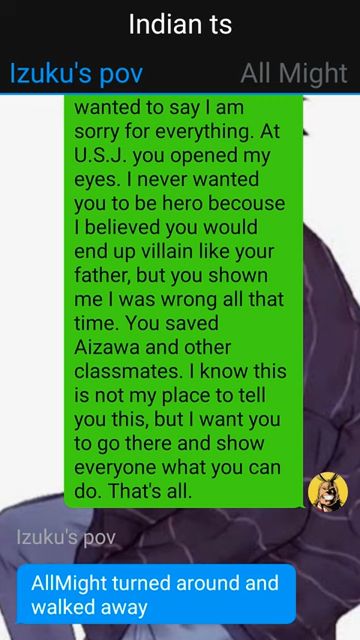 Indian ts
Izuku's pov
All Might
wanted to say I am
sorry for everything. At
U.S.J. you opened my
eyes. I never wanted
you to be hero becouse
I believed you would
end up villain like your
father, but you shown
me I was wrong all that
time. You saved
Aizawa and other
classmates. I know this
is not my place to tell
you this, but I want you
to go there and show
everyone what you can
do. That's all.
Izuku's pov
AllMight turned around and
walked away